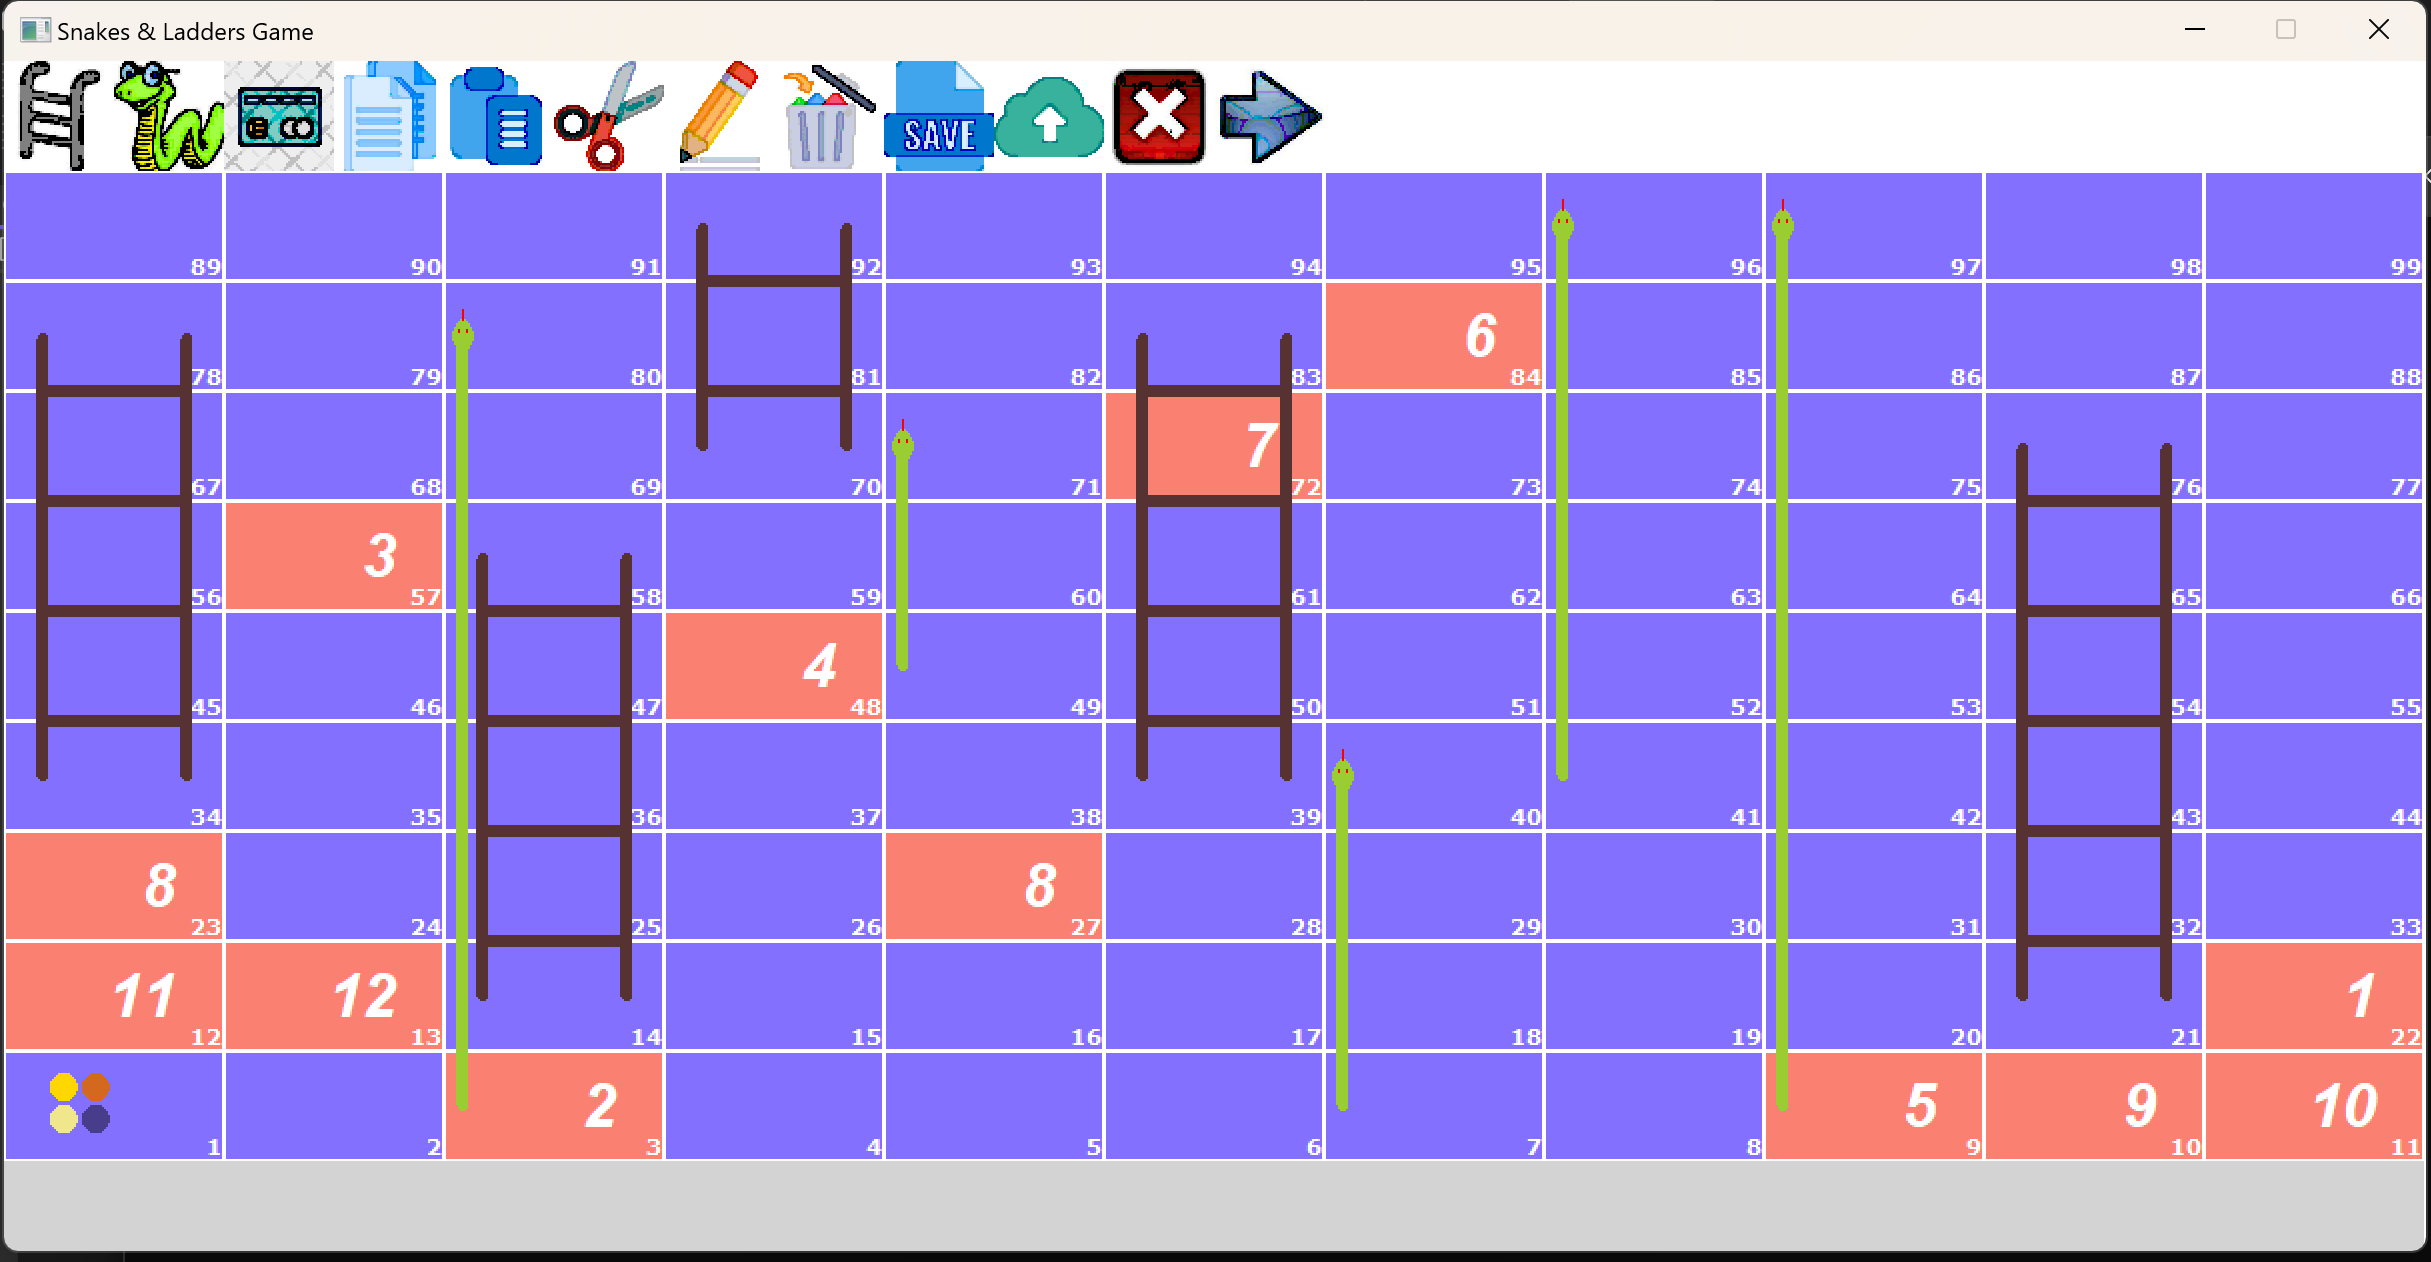 Snakes & Ladders Game
SAVE
89 90 91 92 93 94 95 96 97 98 99
6
78 79 80 81 82 83 84 85 86 87 88
7
67 68 69 70 71 72 73 74 75 76 77
3
56 57 58 59 60 61 62 63 64 65 66
4
45 46 47 48 49 50 51 52 53 54 55
34 35 36 37 38 39 40 41 42 43 44
8 8
23 24 25 26 27 28 29 30 31 32 33
11 12 1
12 13 14 15 16 17 18 19 20 21 22
2 5 9 10
1 2 3 4 5 6 7 8 9 10 11